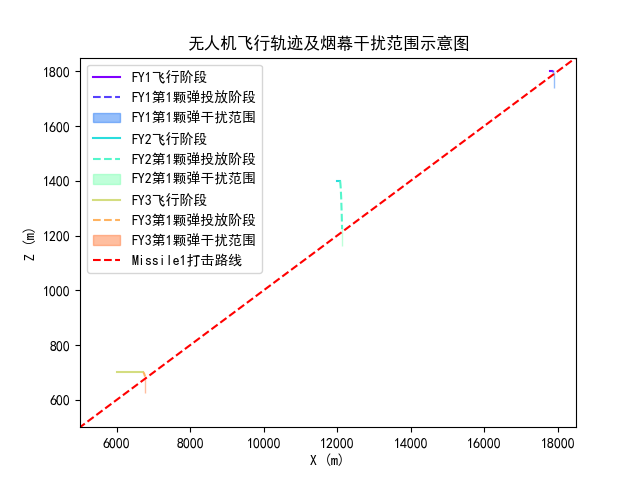 无人机飞行轨迹及烟幕干扰范围示意图
1800
1600
1400
1200
1000
800
600
Z (m)
FY1飞行阶段
FY1第1颗弹投放阶段
FY1第1颗弹干扰范围
FY2飞行阶段
FY2第1颗弹投放阶段
FY2第1颗弹干扰范围
FY3飞行阶段
FY3第1颗弹投放阶段
FY3第1颗弹干扰范围
Missile1打击路线
6000 8000 10000 12000 14000 16000 18000
X (m)